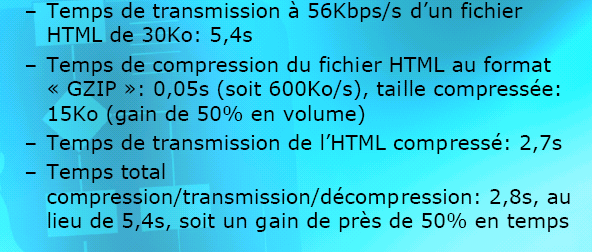 – Temps de transmission à 56Kbps/s d’un fichier
HTML de 30Ko: 5,4s
– Temps de compression du fichier HTML au format
« GZIP »: 0,05s (soit 600Ko/s), taille compressée:
15Ko (gain de 50% en volume)
– Temps de transmission de l’HTML compressé: 2,7s
– Temps total
compression/transmission/décompression: 2,8s, au
lieu de 5,4s, soit un gain de près de 50% en temps